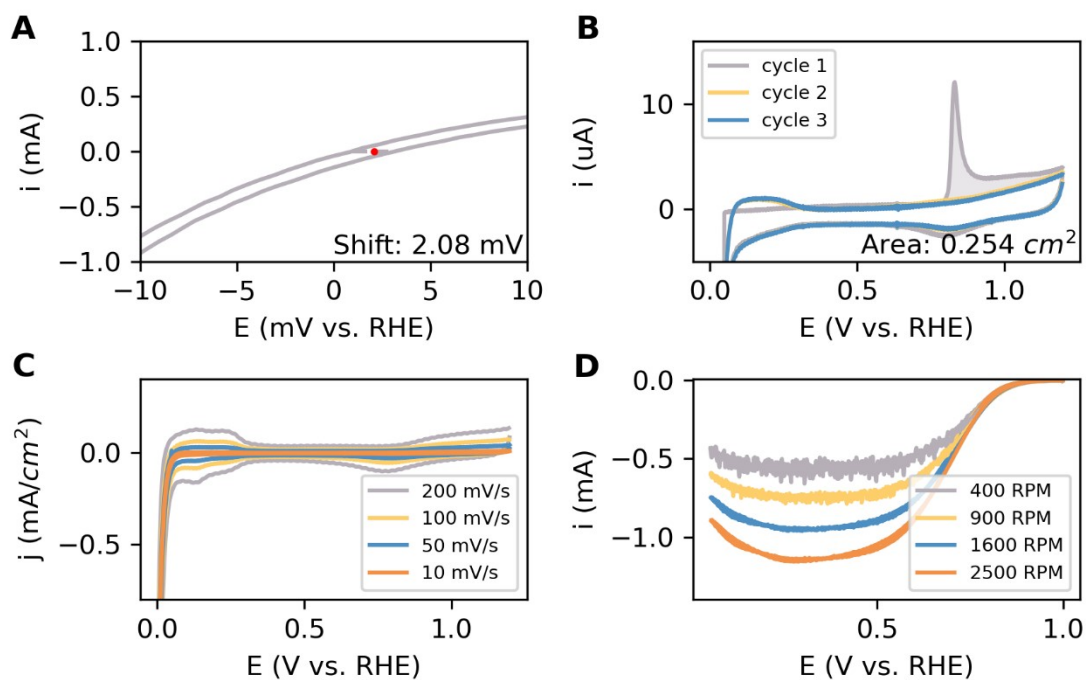 A
1.0
0.5
0.0
−0.5
−1.0
i (mA)
−10
−5
0
5
10
E (mV vs. RHE)
Shift: 2.08 mV
B
cycle 1
cycle 2
cycle 3
10
0
i (uA)
0.0
0.5
1.0
E (V vs. RHE)
Area: 0.254 cm²
C
0.0
−0.5
j (mA/cm²)
200 mV/s
100 mV/s
50 mV/s
10 mV/s
0.0
0.5
1.0
E (V vs. RHE)
D
0.0
−0.5
−1.0
i (mA)
400 RPM
900 RPM
1600 RPM
2500 RPM
0.5
1.0
E (V vs. RHE)